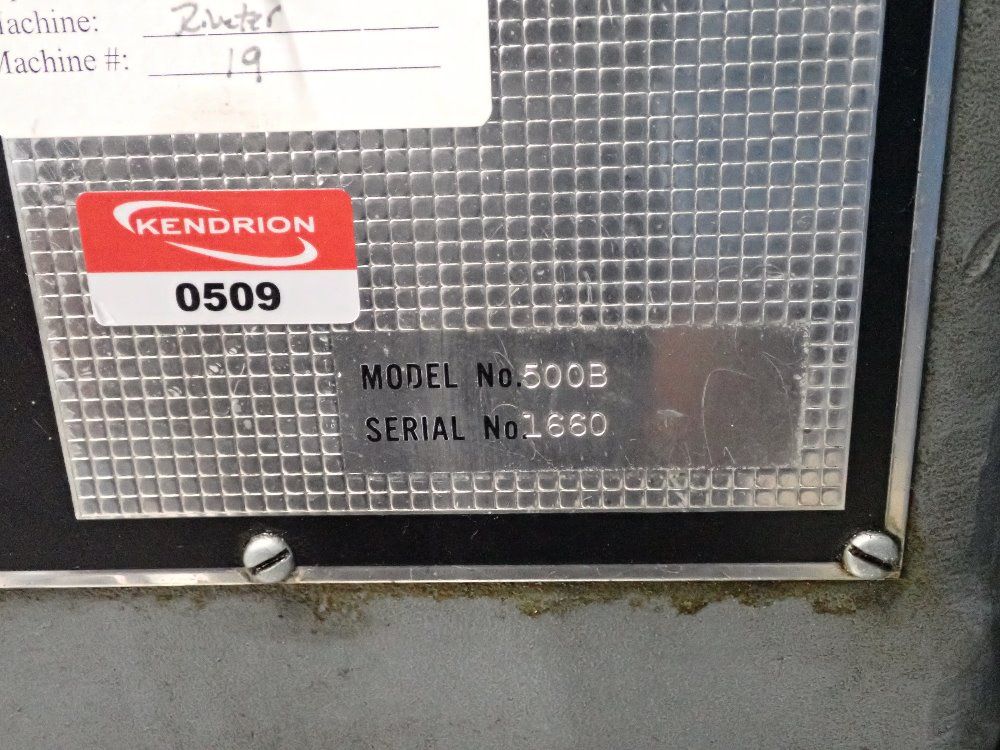 Machine: Riveter
Machine #: 19
KENDRION
0509
MODEL No. 500B
SERIAL No. 1660